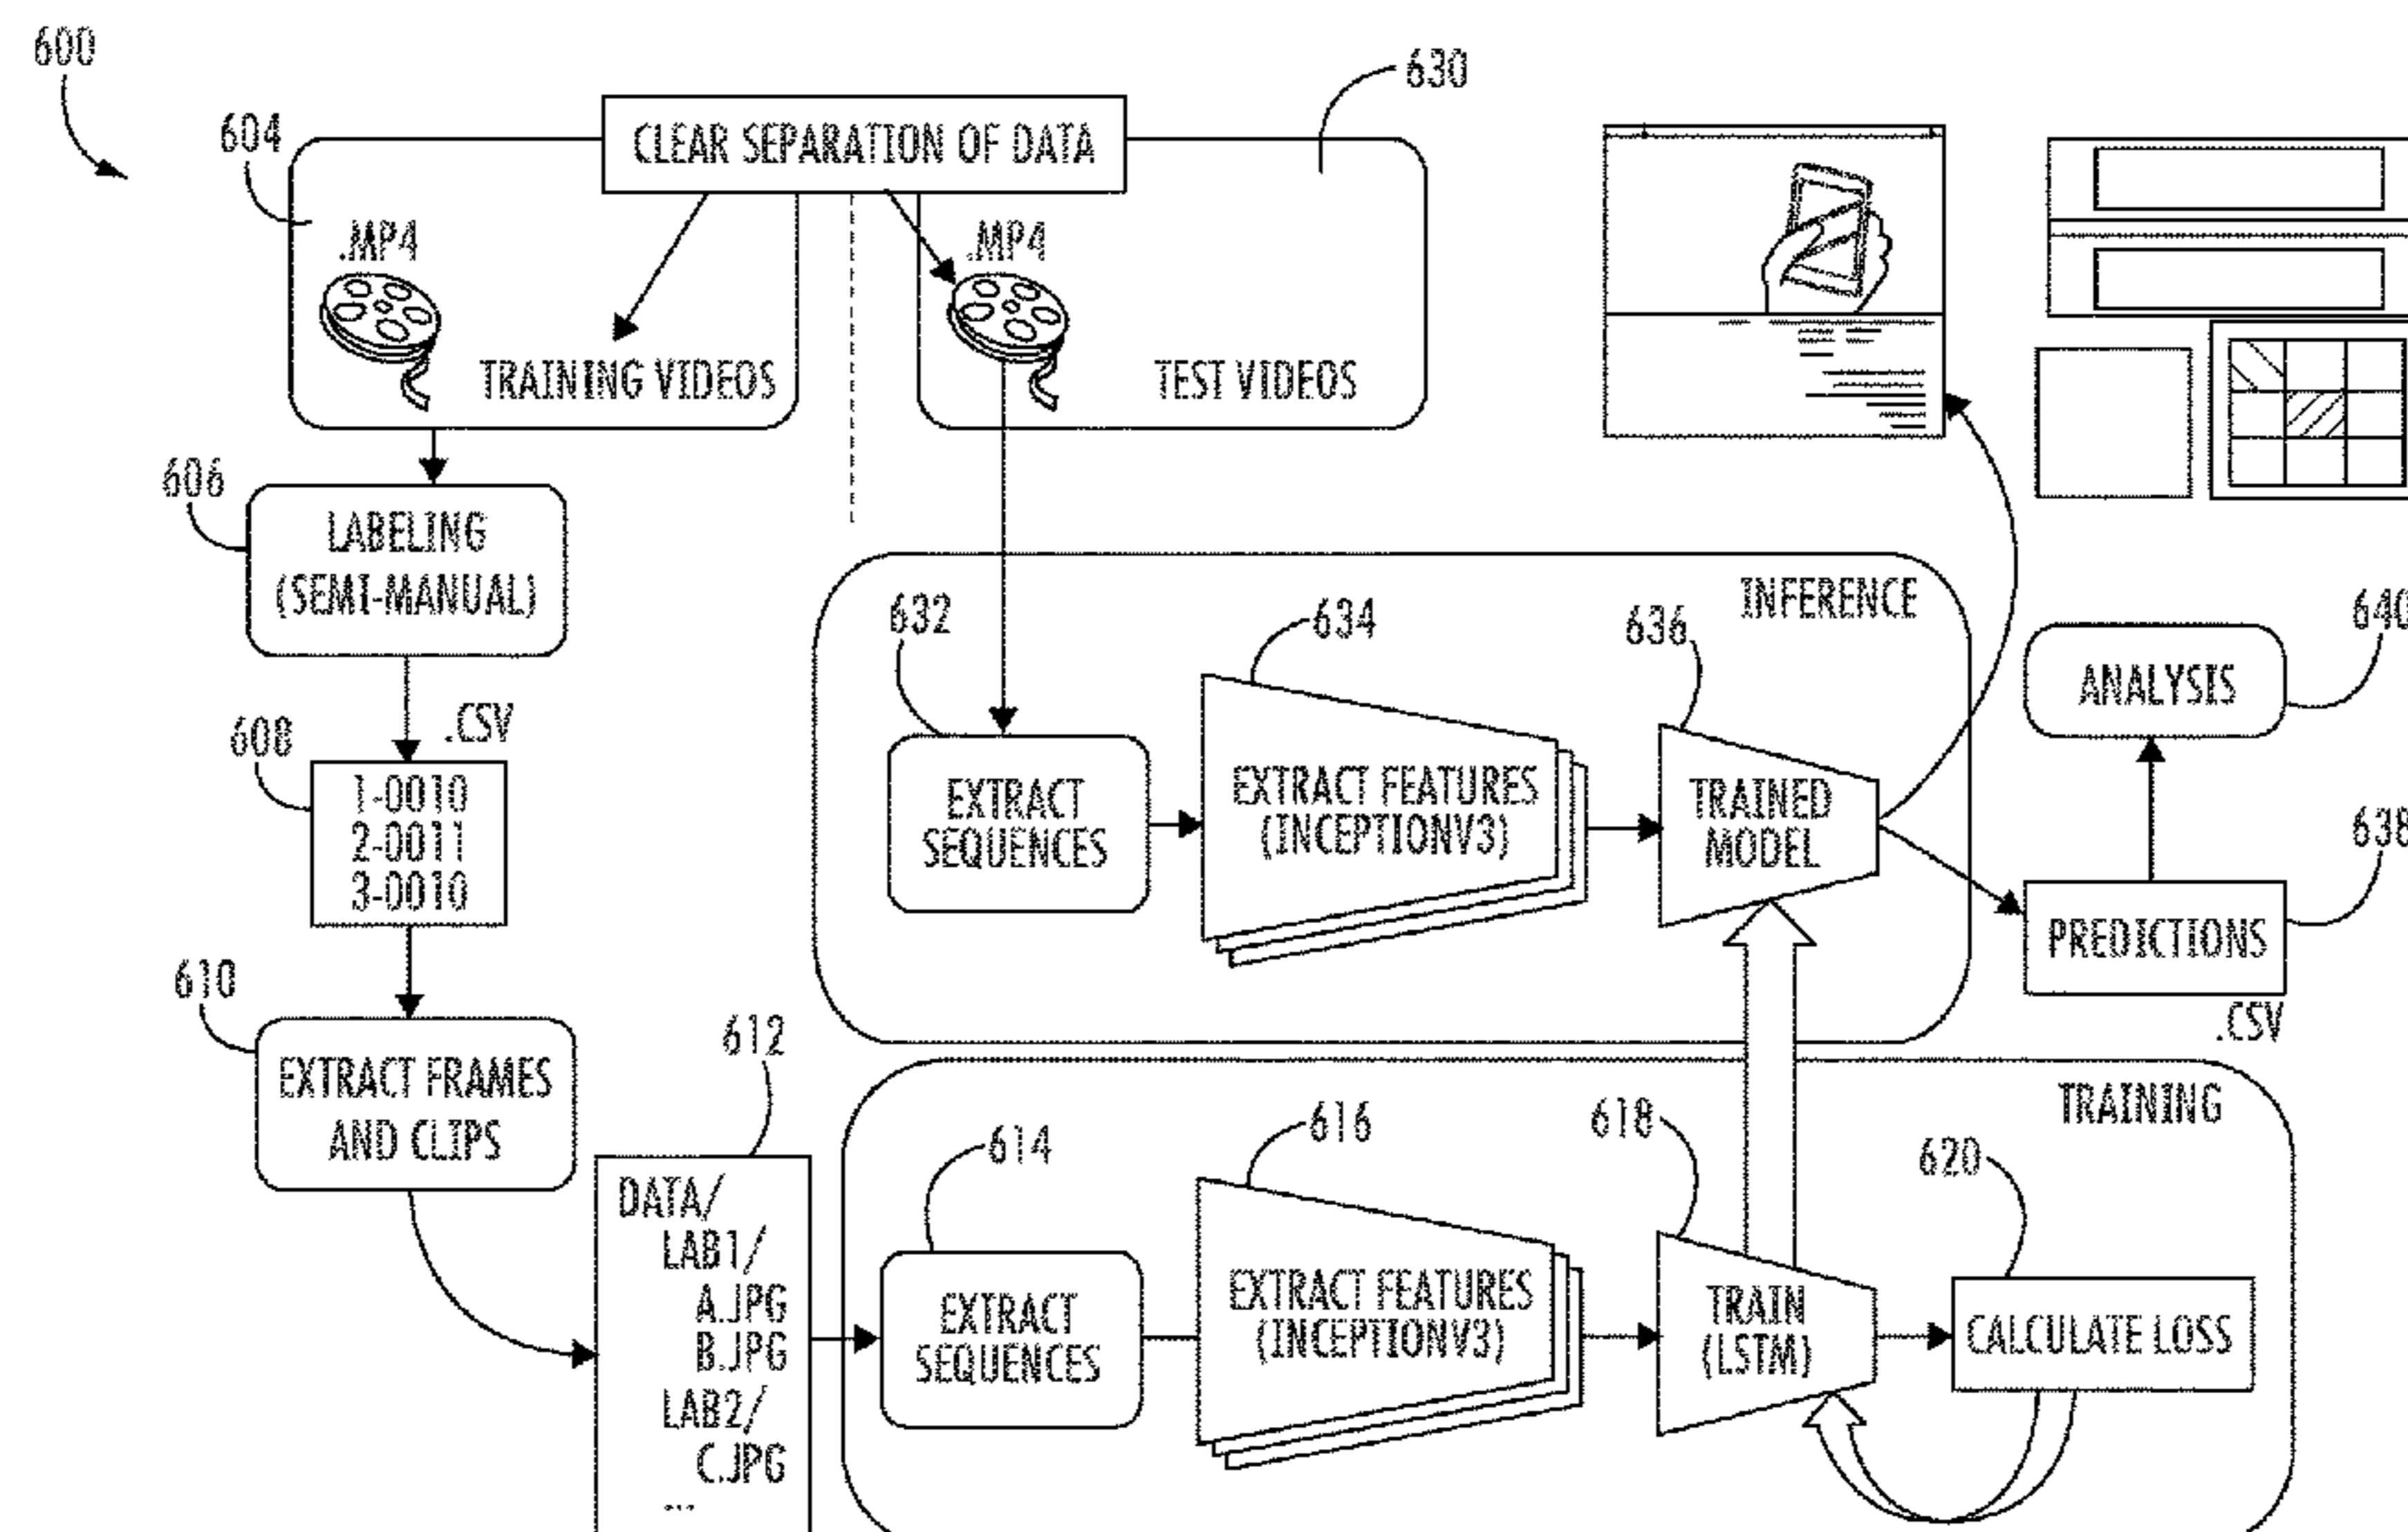 600
604
CLEAR SEPARATION OF DATA
630
.MP4
TRAINING VIDEOS
.MP4
TEST VIDEOS
606
LABELING
(SEMI-MANUAL)
608
.CSV
1-0010
2-0011
3-0010
610
EXTRACT FRAMES
AND CLIPS
612
DATA/
LAB1/
A.JPG
B.JPG
LAB2/
C.JPG
...
INFERENCE
632
EXTRACT
SEQUENCES
634
EXTRACT FEATURES
(INCEPTIONV3)
636
TRAINED
MODEL
640
ANALYSIS
638
PREDICTIONS
.CSV
TRAINING
614
EXTRACT
SEQUENCES
616
EXTRACT FEATURES
(INCEPTIONV3)
618
TRAIN
(LSTM)
620
CALCULATE LOSS